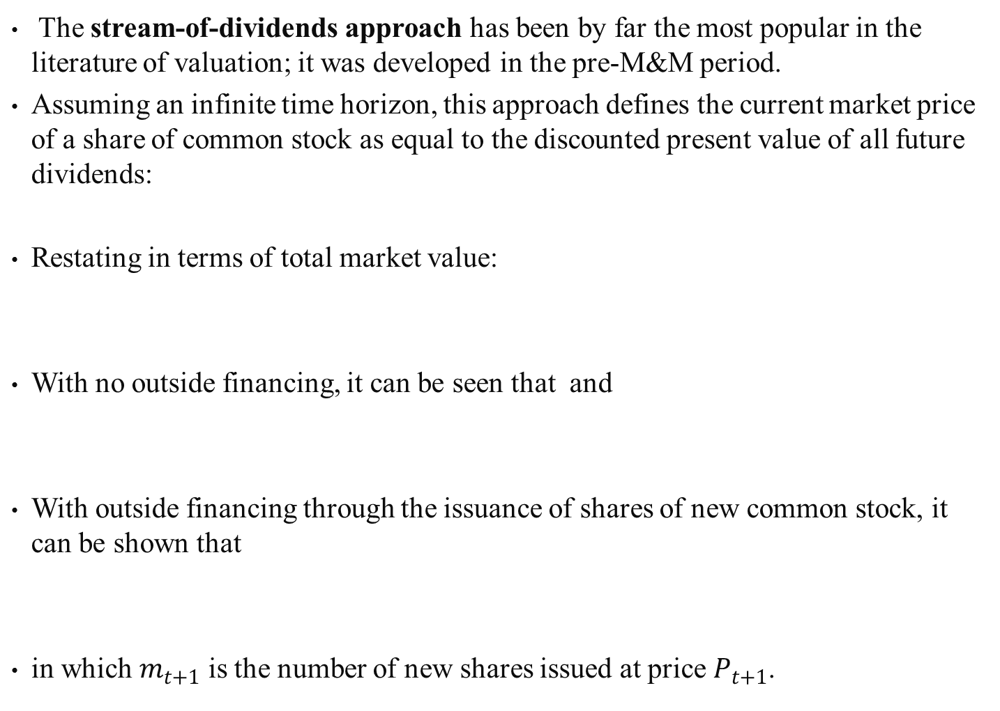 • The stream-of-dividends approach has been by far the most popular in the
literature of valuation; it was developed in the pre-M&M period.
• Assuming an infinite time horizon, this approach defines the current market price
of a share of common stock as equal to the discounted present value of all future
dividends:
• Restating in terms of total market value:
• With no outside financing, it can be seen that and
• With outside financing through the issuance of shares of new common stock, it
can be shown that
• in which m_{t+1} is the number of new shares issued at price P_{t+1}.